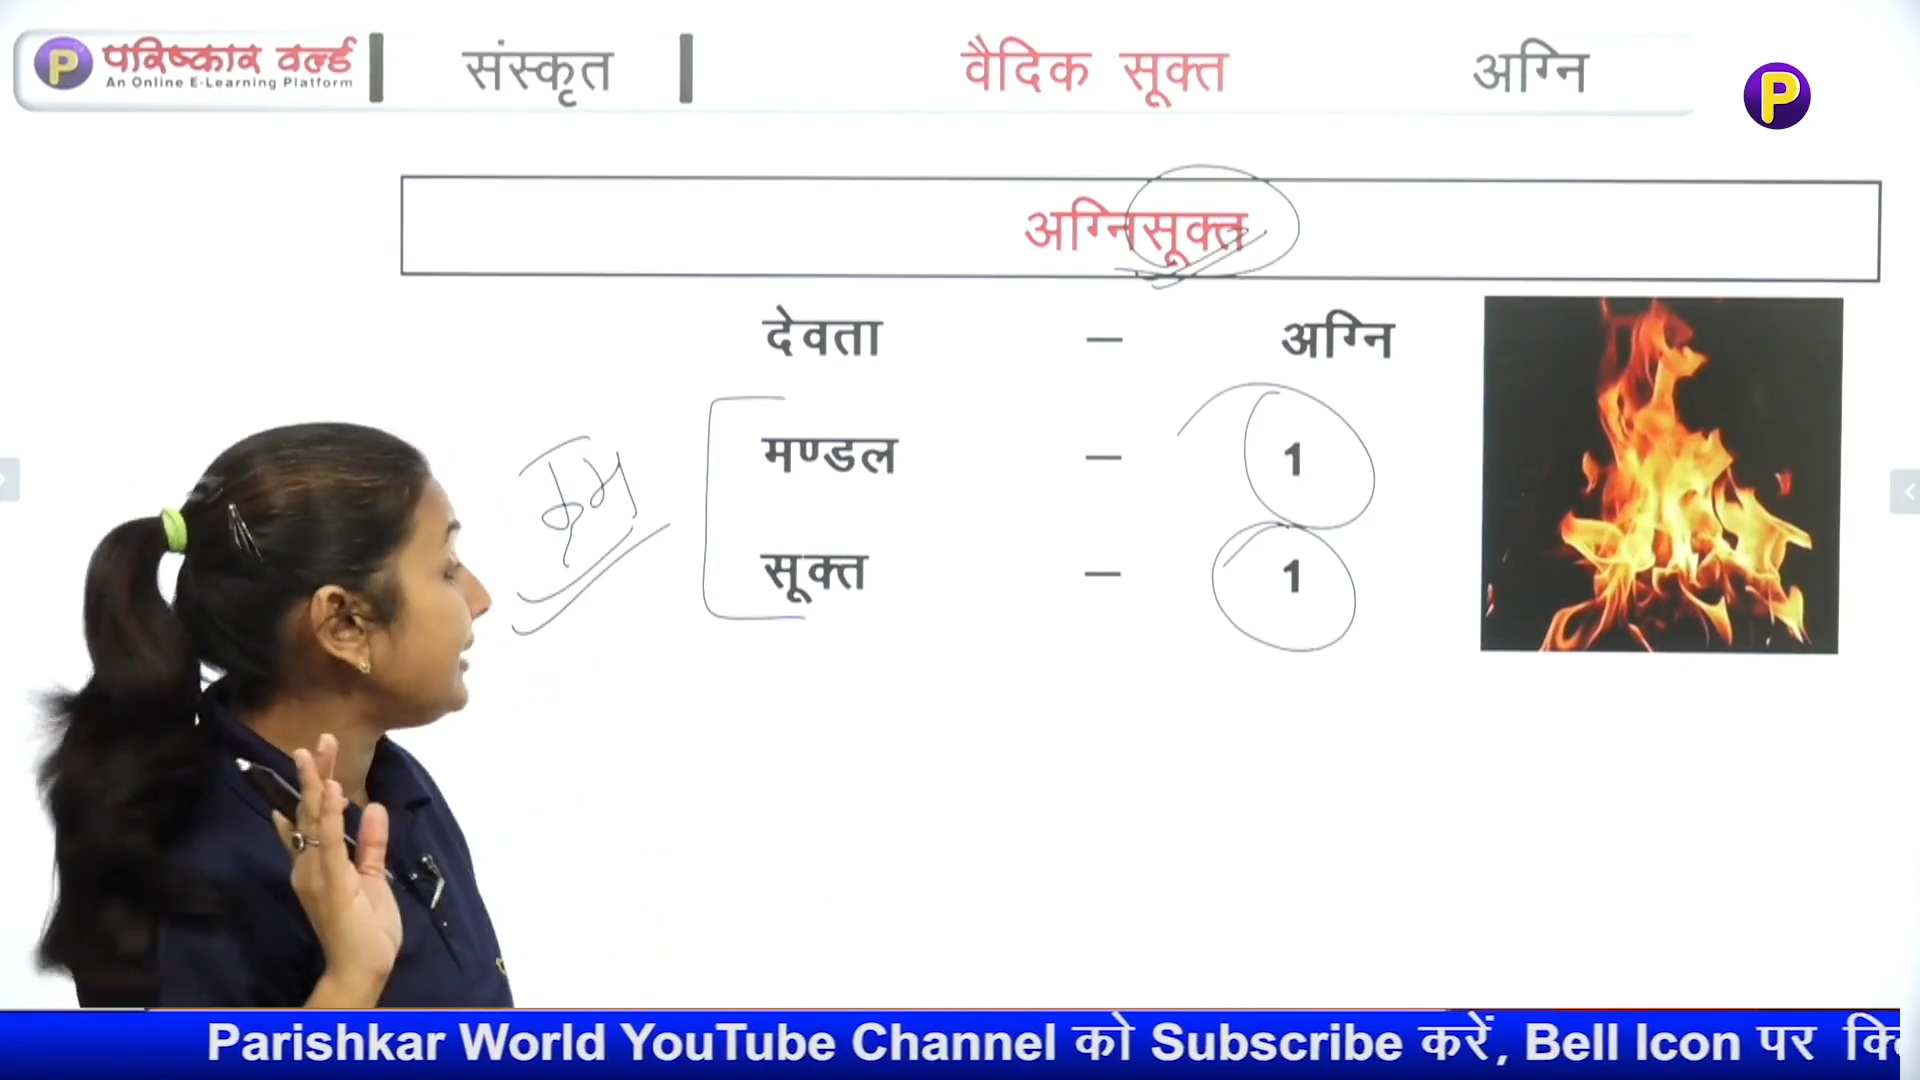 परिष्कार वर्ल्ड
An Online E-Learning Platform
संस्कृत
वैदिक सूक्त
अग्नि
P
अग्निसूक्त
देवता – अग्नि
मण्डल – 1
सूक्त – 1
क्रम
Parishkar World YouTube Channel को Subscribe करें, Bell Icon पर